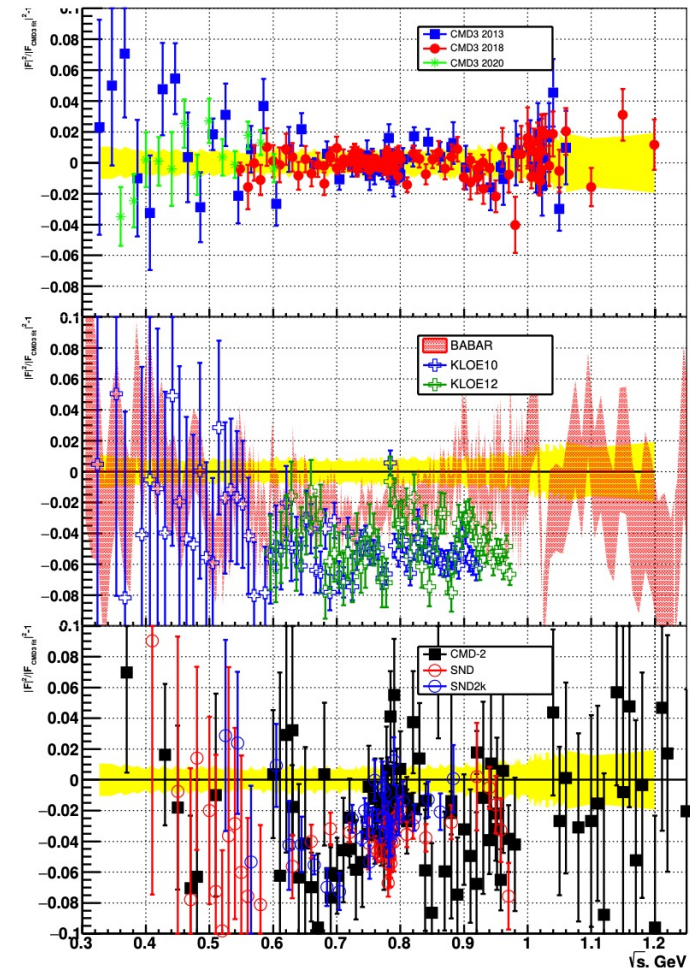 |F|²/|F_CMD3 fit|²-1
0.1
0.08
0.06
0.04
0.02
0
−0.02
−0.04
−0.06
−0.08
CMD3 2013
CMD3 2018
CMD3 2020
|F|²/|F_CMD3 fit|²-1
0.1
0.08
0.06
0.04
0.02
0
−0.02
−0.04
−0.06
−0.08
BABAR
KLOE10
KLOE12
|F|²/|F_CMD3 fit|²-1
0.1
0.08
0.06
0.04
0.02
0
−0.02
−0.04
−0.06
−0.08
−0.1
CMD-2
SND
SND2k
0.3 0.4 0.5 0.6 0.7 0.8 0.9 1 1.1 1.2
√s, GeV